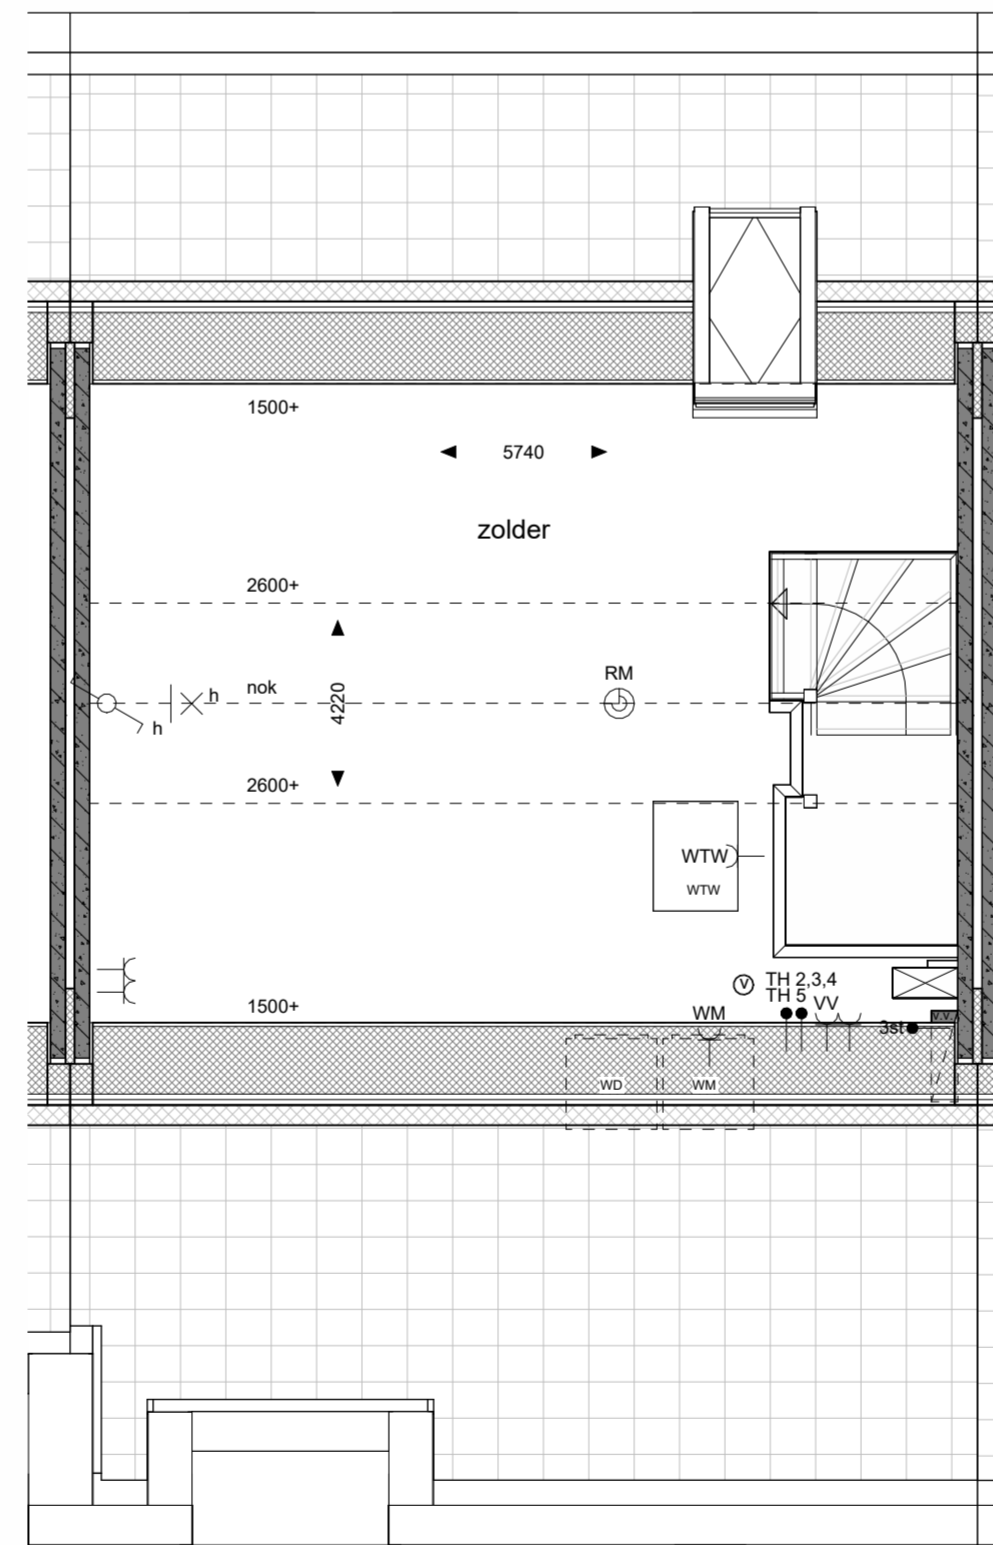 1500+
5740
zolder
2600+
RM
nok
h
h
4220
2600+
WTW
WTW
V
TH 2,3,4
TH 5
VV
1500+
WM
V.V.
3st
WD
WM